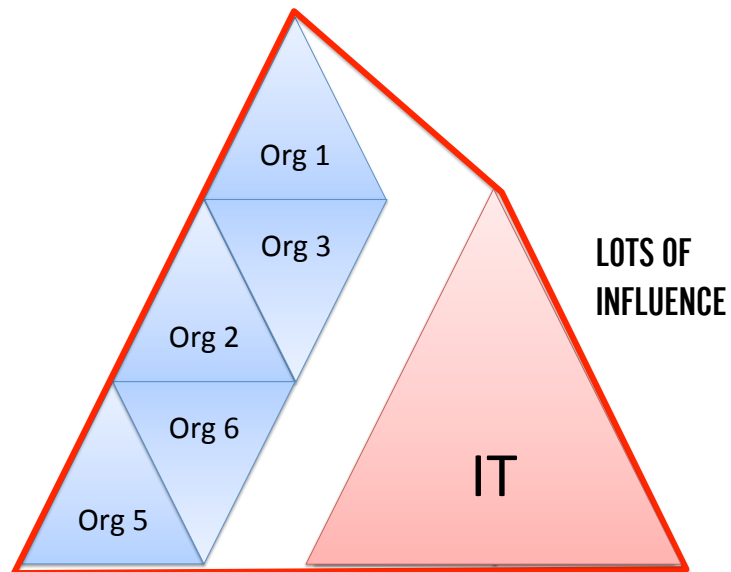 Org 1
Org 3
LOTS OF
INFLUENCE
Org 2
Org 6
IT
Org 5